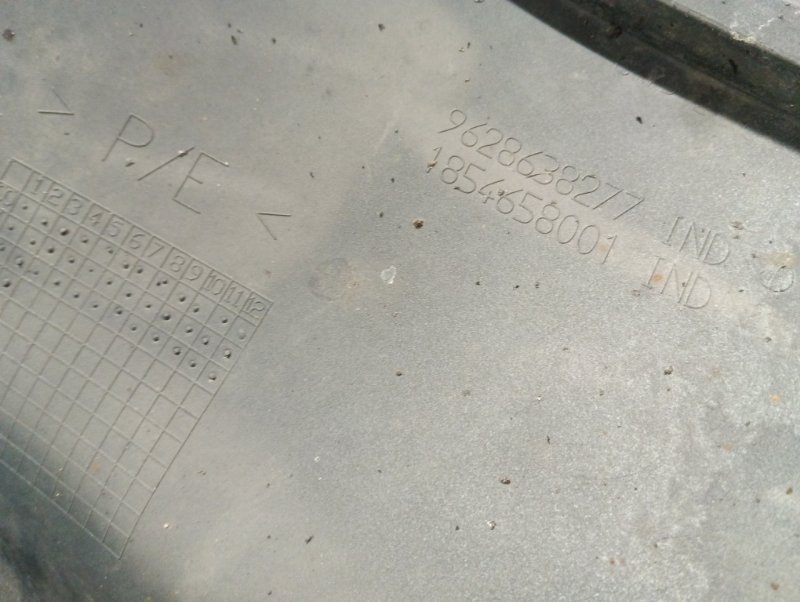 > P/E <
9628638277 IND
1854658001 IND
1 2 3 4 5 6 7 8 9 10 11 12